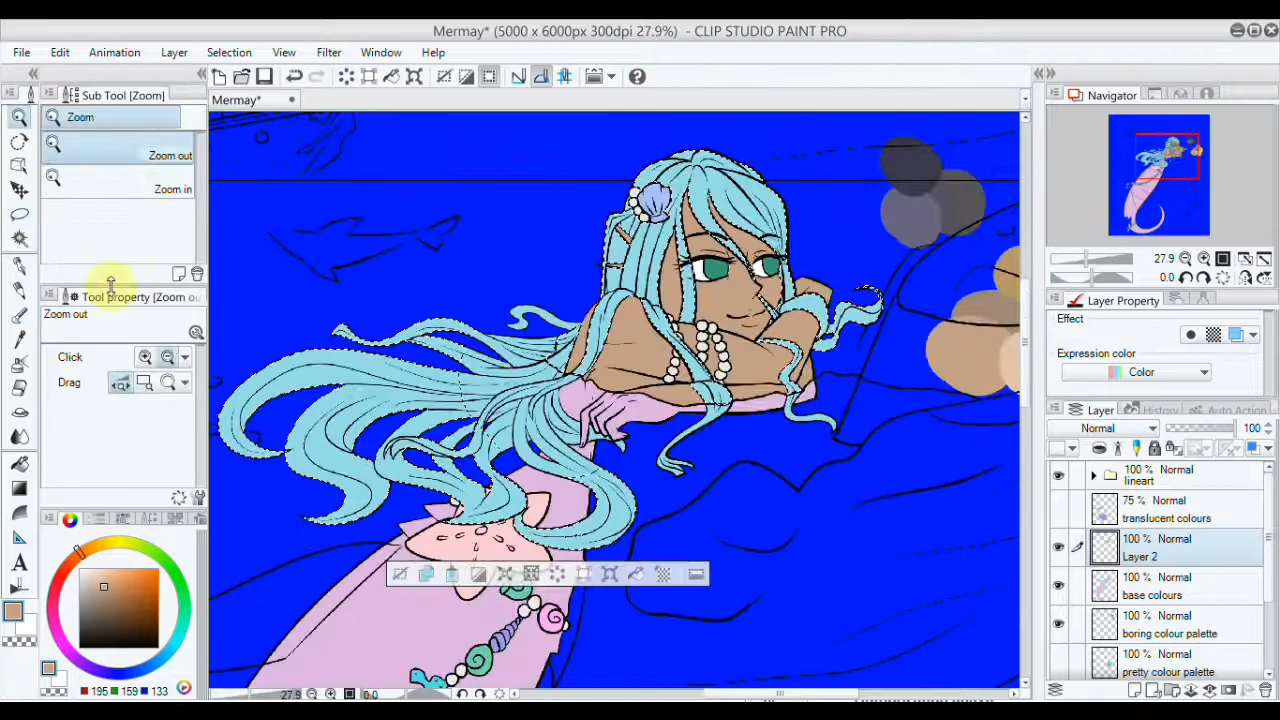 Mermay* (5000 x 6000px 300dpi 27.9%) - CLIP STUDIO PAINT PRO
File Edit Animation Layer Selection View Filter Window Help
Sub Tool [Zoom]
Mermay*
Navigator
Zoom
Zoom out
Zoom in
27.9
0.0
Tool property [Zoom ou
Layer Property
Zoom out
Effect
Click
Expression color
Color
Drag
Layer History Auto Action
Normal 100
100 % Normal
lineart
75 % Normal
translucent colours
100 % Normal
Layer 2
100 % Normal
base colours
100 % Normal
boring colour palette
100 % Normal
pretty colour palette
195 159 133
27.9 0.0